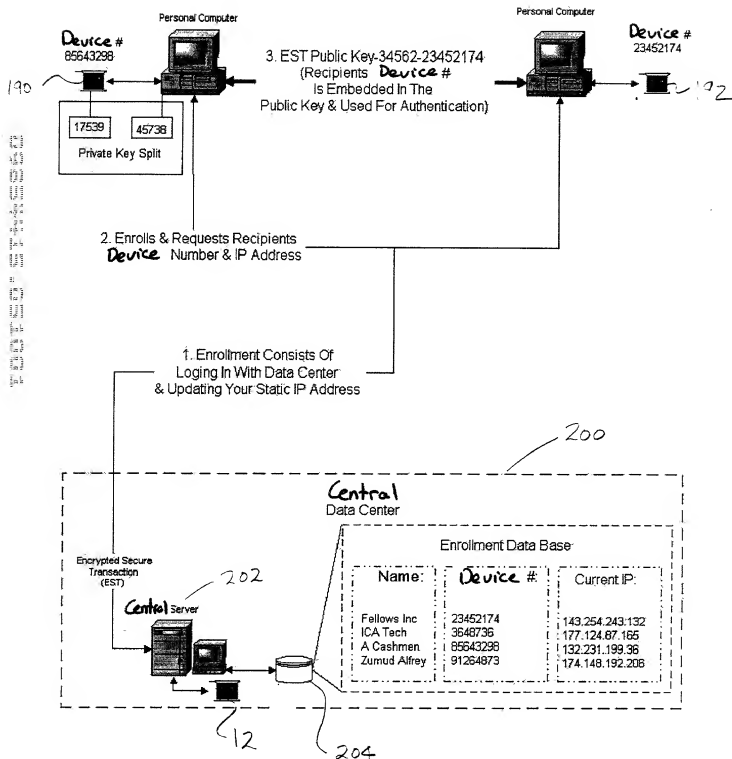 Personal Computer
Personal Computer
Device #
85643298
Device #
23452174
190
192
3. EST Public Key-34562-23452174
(Recipients Device #
Is Embedded In The
Public Key & Used For Authentication)
17539
45738
Private Key Split
2. Enrolls & Requests Recipients
Device Number & IP Address
1. Enrollment Consists Of
Loging In With Data Center
& Updating Your Static IP Address
200
Central
Data Center
Enrollment Data Base
Encrypted Secure
Transaction
(EST)
202
Central Server
Name: Device #: Current IP:
Fellows Inc 23452174 143.254.243.132
ICA Tech 3648736 177.124.87.165
A Cashmen 85643298 132.231.199.36
Zumud Alfrey 91264873 174.148.192.208
12
204